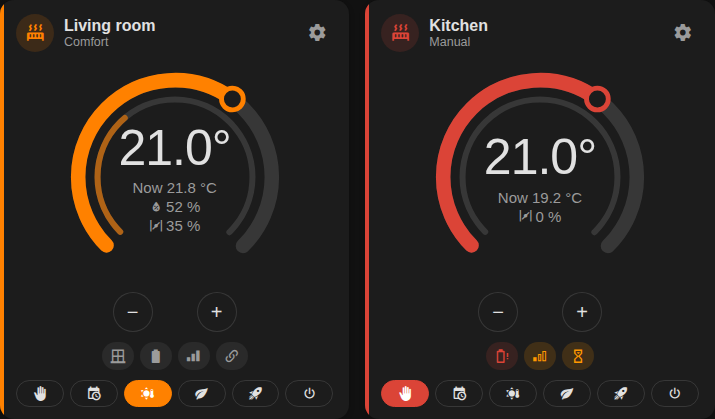 Living room
Comfort
21.0°
Now 21.8 °C
52 %
35 %
− +
Kitchen
Manual
21.0°
Now 19.2 °C
0 %
− +